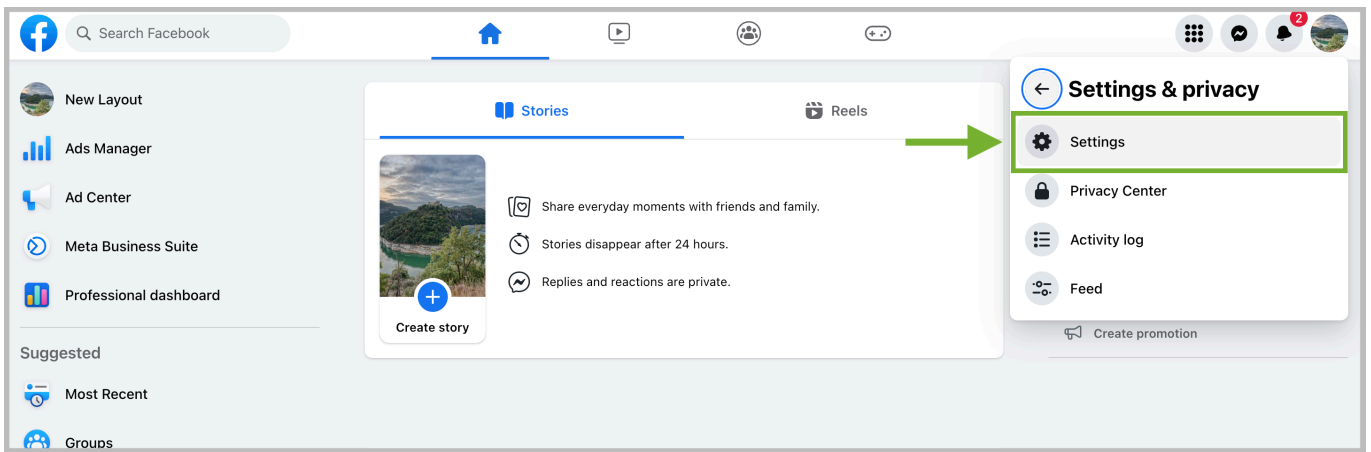 Search Facebook
2
New Layout
Ads Manager
Ad Center
Meta Business Suite
Professional dashboard
Suggested
Most Recent
Groups
Stories
Reels
Share everyday moments with friends and family.
Stories disappear after 24 hours.
Replies and reactions are private.
Create story
Settings & privacy
Settings
Privacy Center
Activity log
Feed
Create promotion